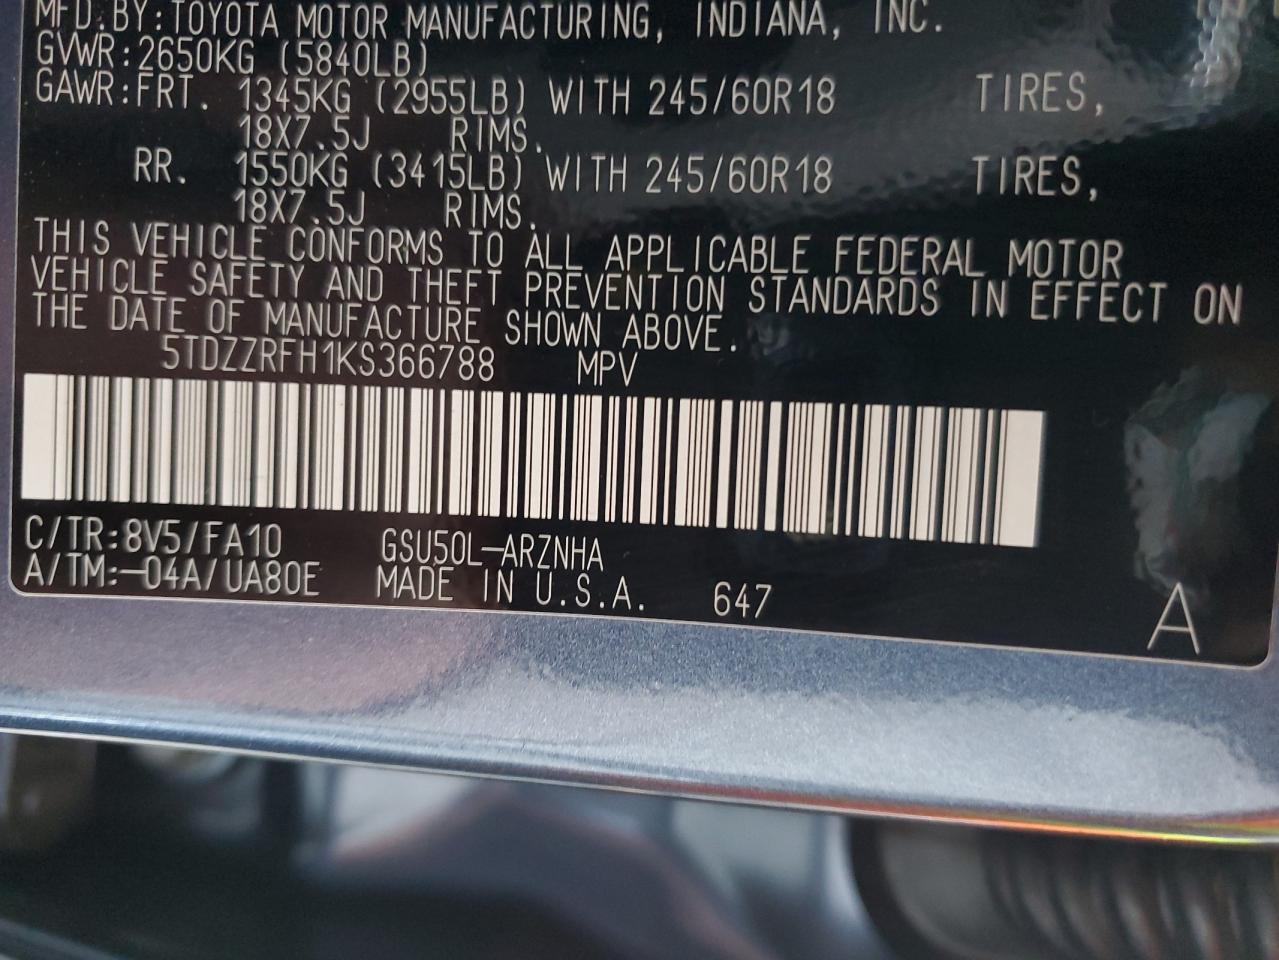 MFD.BY:TOYOTA MOTOR MANUFACTURING, INDIANA, INC.
GVWR:2650KG (5840LB)
GAWR:FRT. 1345KG (2955LB) WITH 245/60R18 TIRES,
18X7.5J RIMS.
RR. 1550KG (3415LB) WITH 245/60R18 TIRES,
18X7.5J RIMS.
THIS VEHICLE CONFORMS TO ALL APPLICABLE FEDERAL MOTOR
VEHICLE SAFETY AND THEFT PREVENTION STANDARDS IN EFFECT ON
THE DATE OF MANUFACTURE SHOWN ABOVE.
5TDZZRFH1KS366788 MPV
C/TR:8V5/FA10 GSU50L-ARZNHA
A/TM:-04A/UA80E MADE IN U.S.A. 647
A